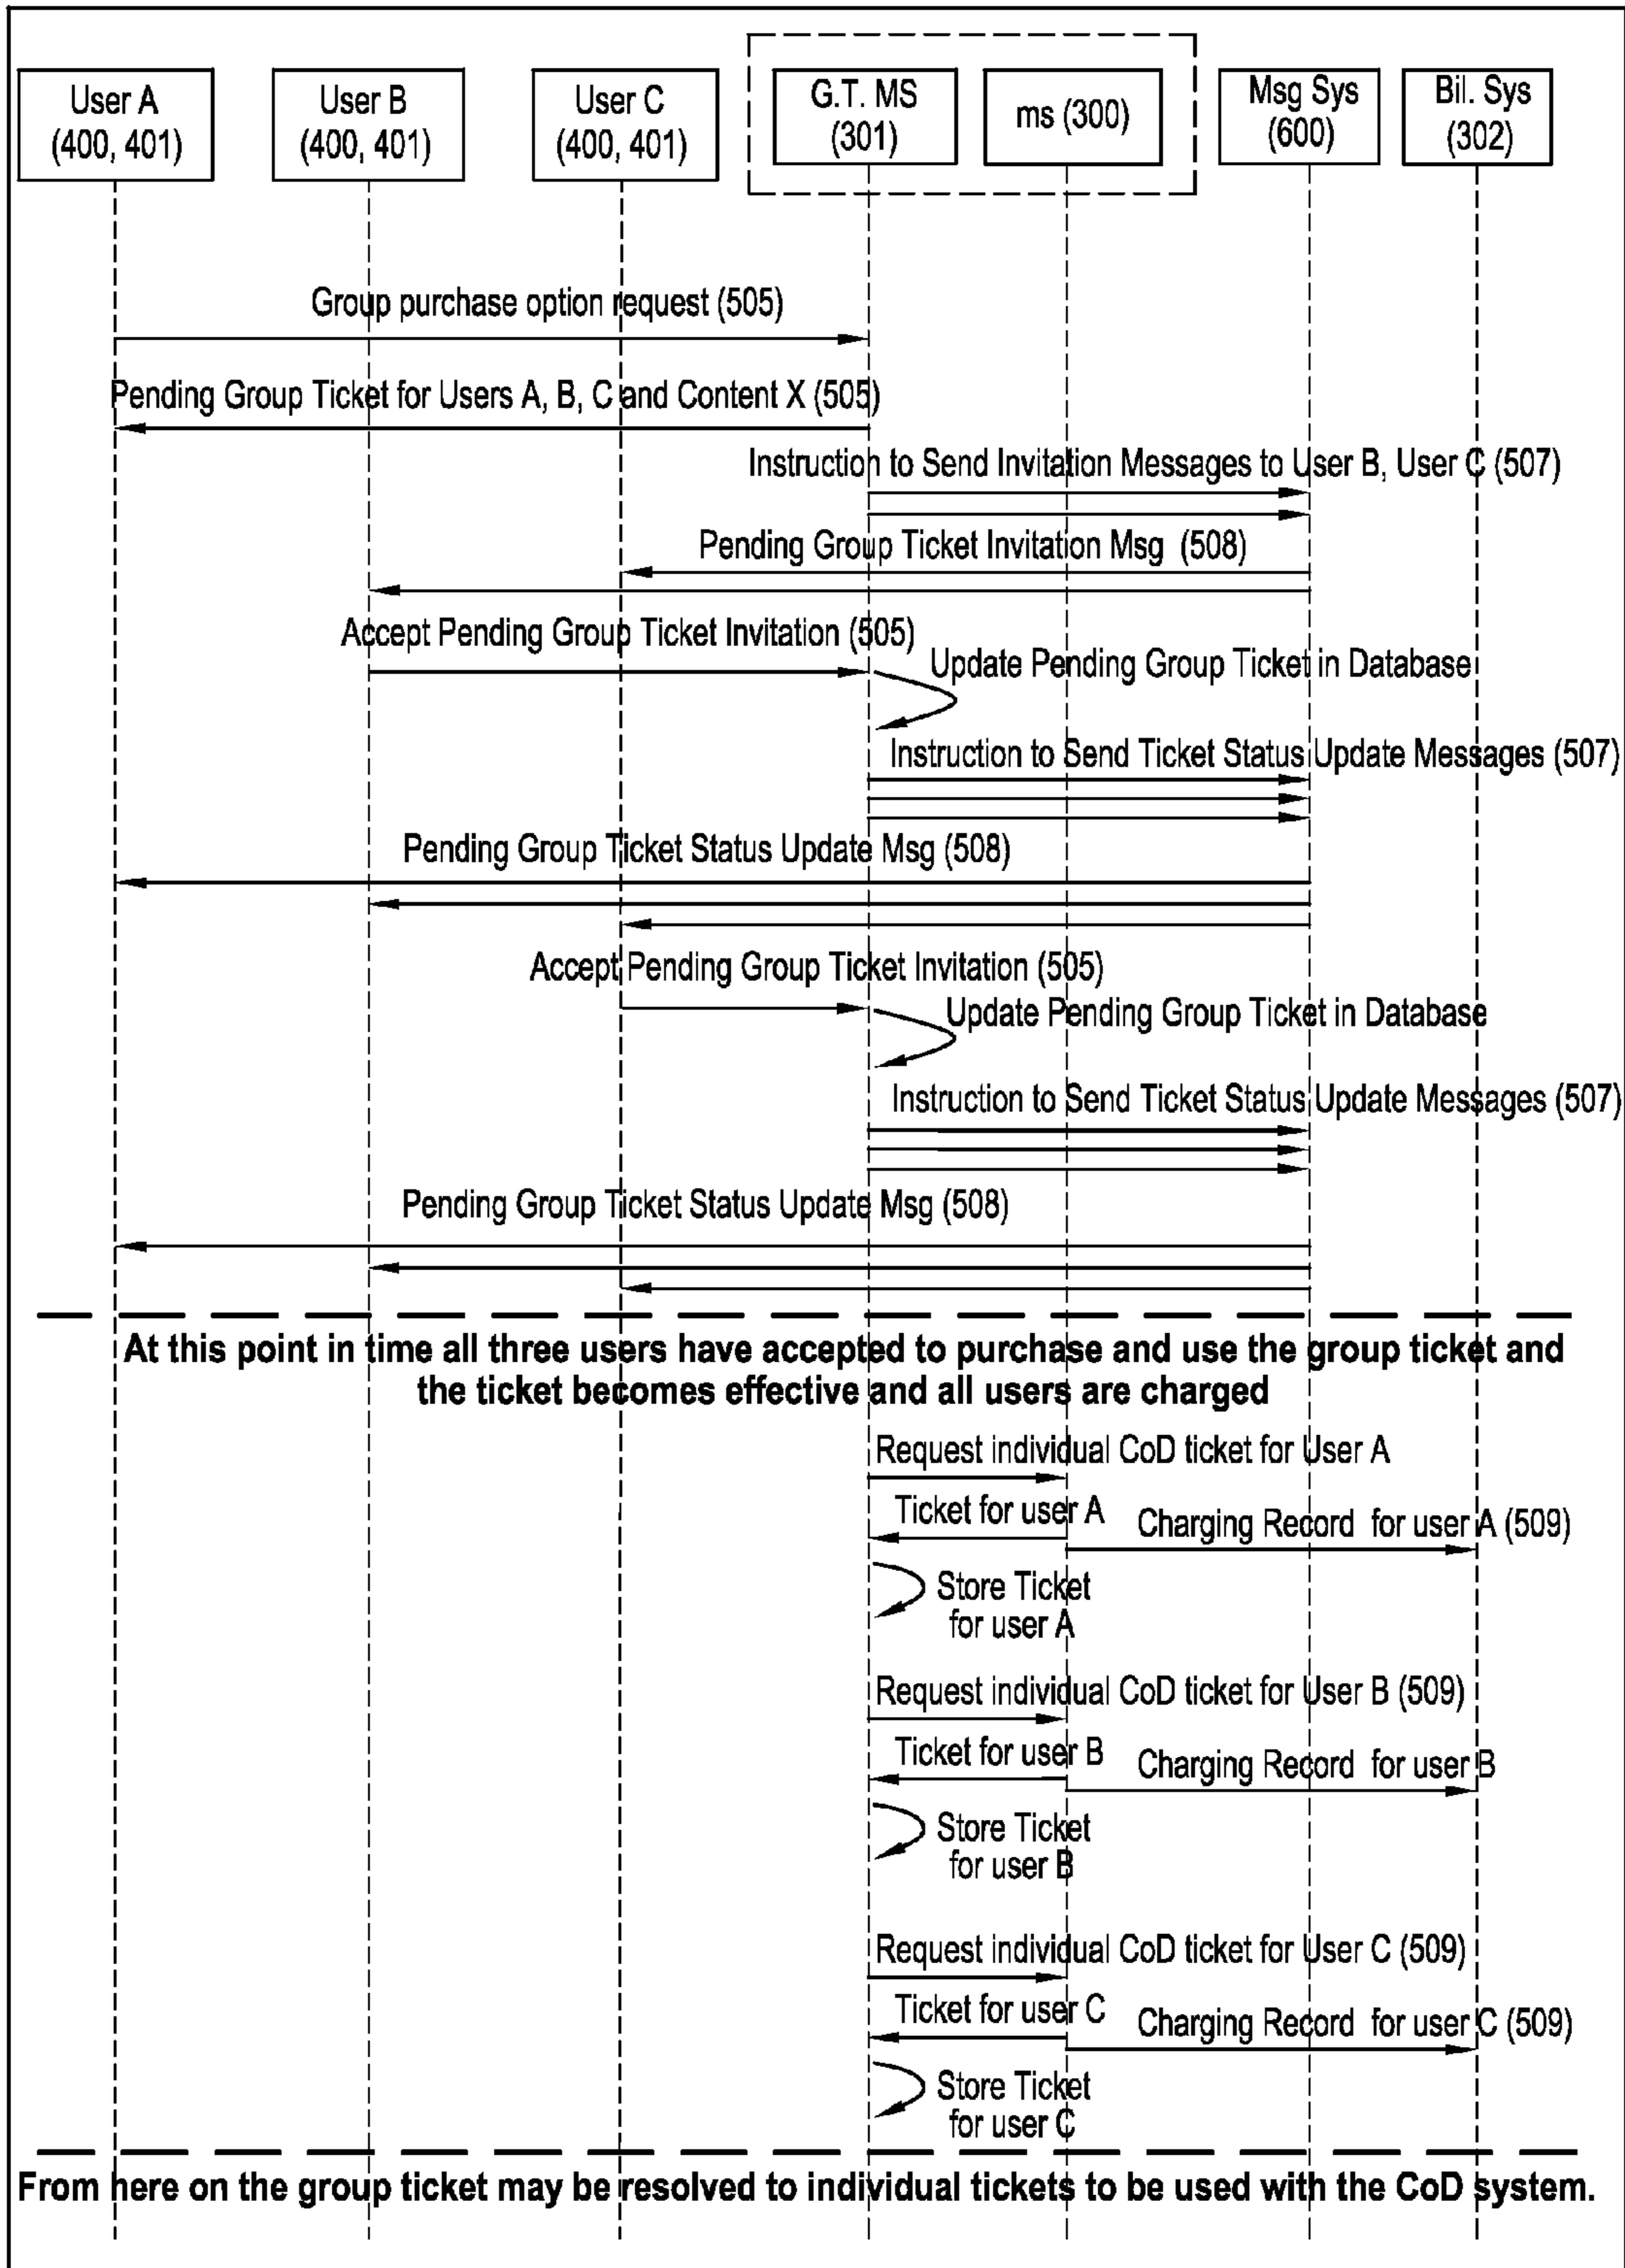 User A
(400, 401)
User B
(400, 401)
User C
(400, 401)
G.T. MS
(301)
ms (300)
Msg Sys
(600)
Bil. Sys
(302)
Group purchase option request (505)
Pending Group Ticket for Users A, B, C and Content X (505)
Instruction to Send Invitation Messages to User B, User C (507)
Pending Group Ticket Invitation Msg (508)
Accept Pending Group Ticket Invitation (505)
Update Pending Group Ticket in Database
Instruction to Send Ticket Status Update Messages (507)
Pending Group Ticket Status Update Msg (508)
Accept Pending Group Ticket Invitation (505)
Update Pending Group Ticket in Database
Instruction to Send Ticket Status Update Messages (507)
Pending Group Ticket Status Update Msg (508)
At this point in time all three users have accepted to purchase and use the group ticket and
the ticket becomes effective and all users are charged
Request individual CoD ticket for User A
Ticket for user A
Charging Record for user A (509)
Store Ticket
for user A
Request individual CoD ticket for User B (509)
Ticket for user B
Charging Record for user B
Store Ticket
for user B
Request individual CoD ticket for User C (509)
Ticket for user C
Charging Record for user C (509)
Store Ticket
for user C
From here on the group ticket may be resolved to individual tickets to be used with the CoD system.